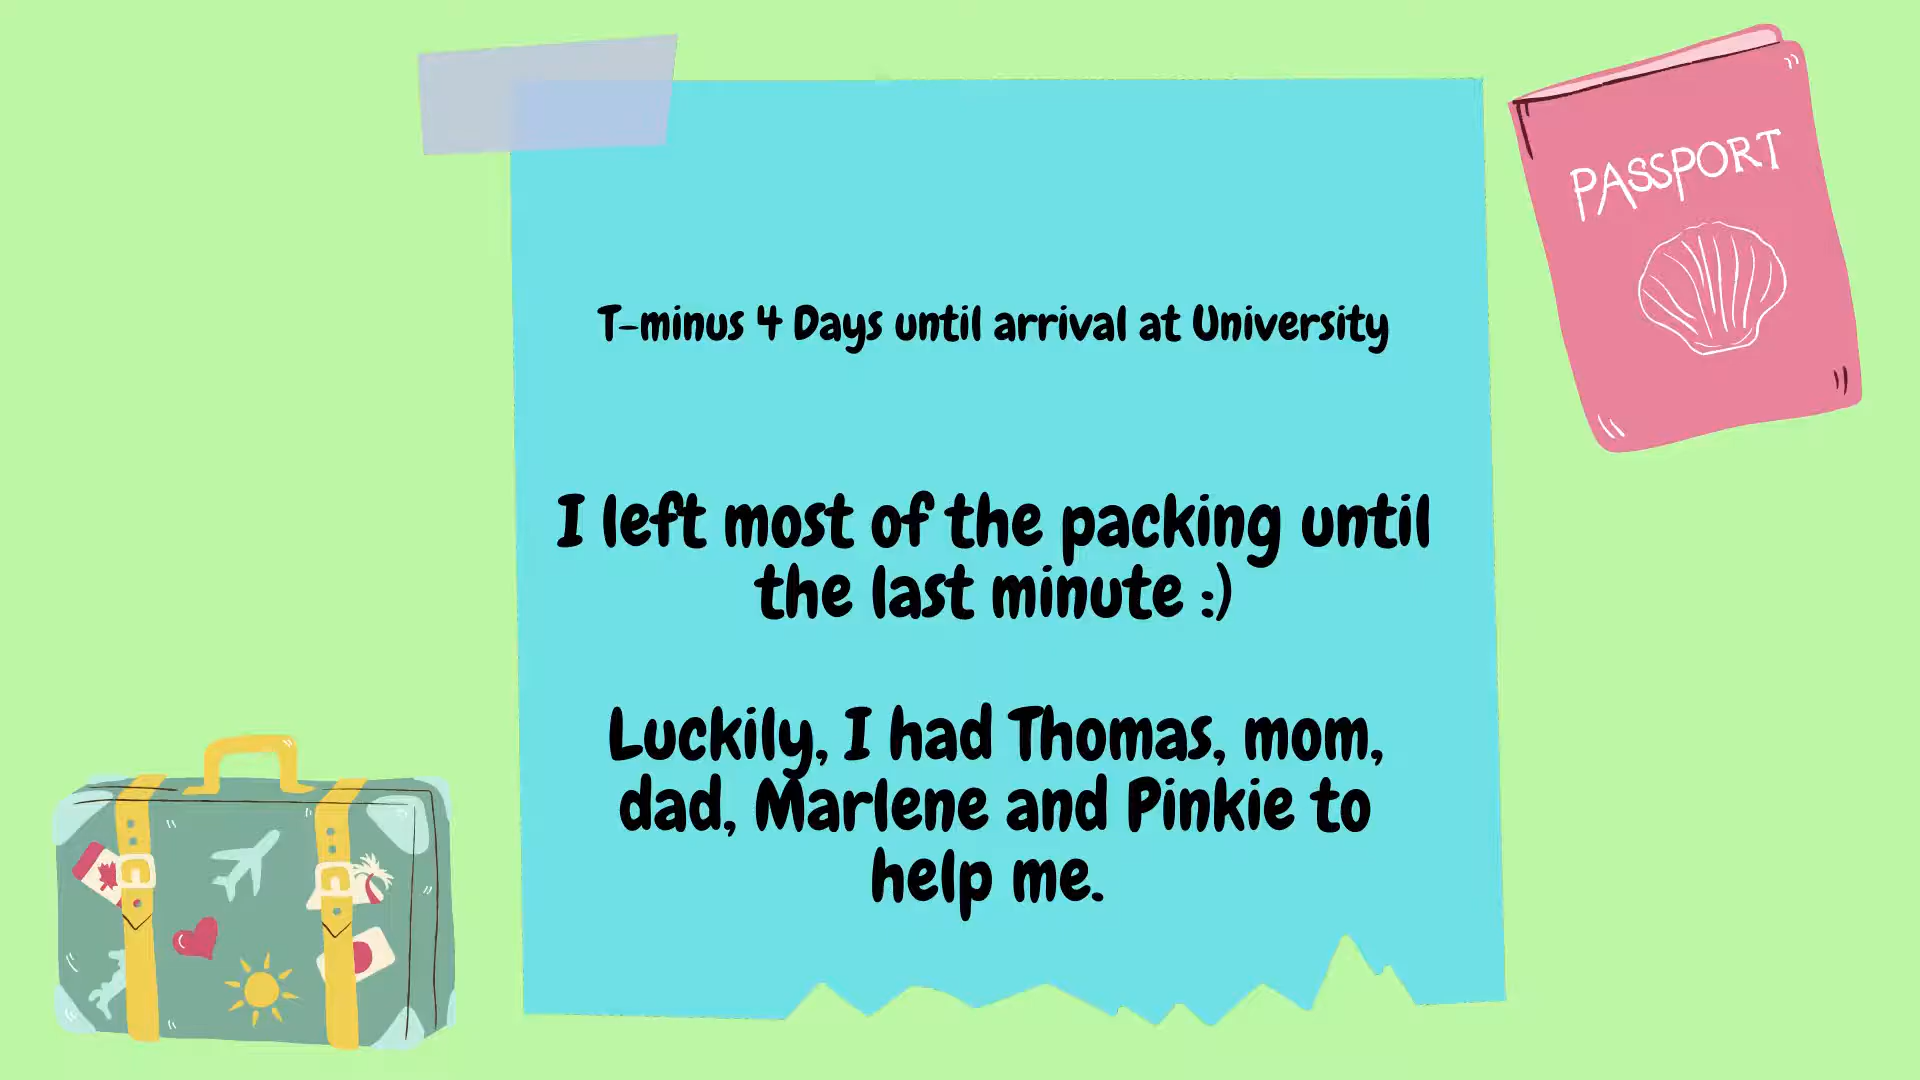 PASSPORT
T-minus 4 Days until arrival at University
I left most of the packing until
the last minute :)
Luckily, I had Thomas, mom,
dad, Marlene and Pinkie to
help me.